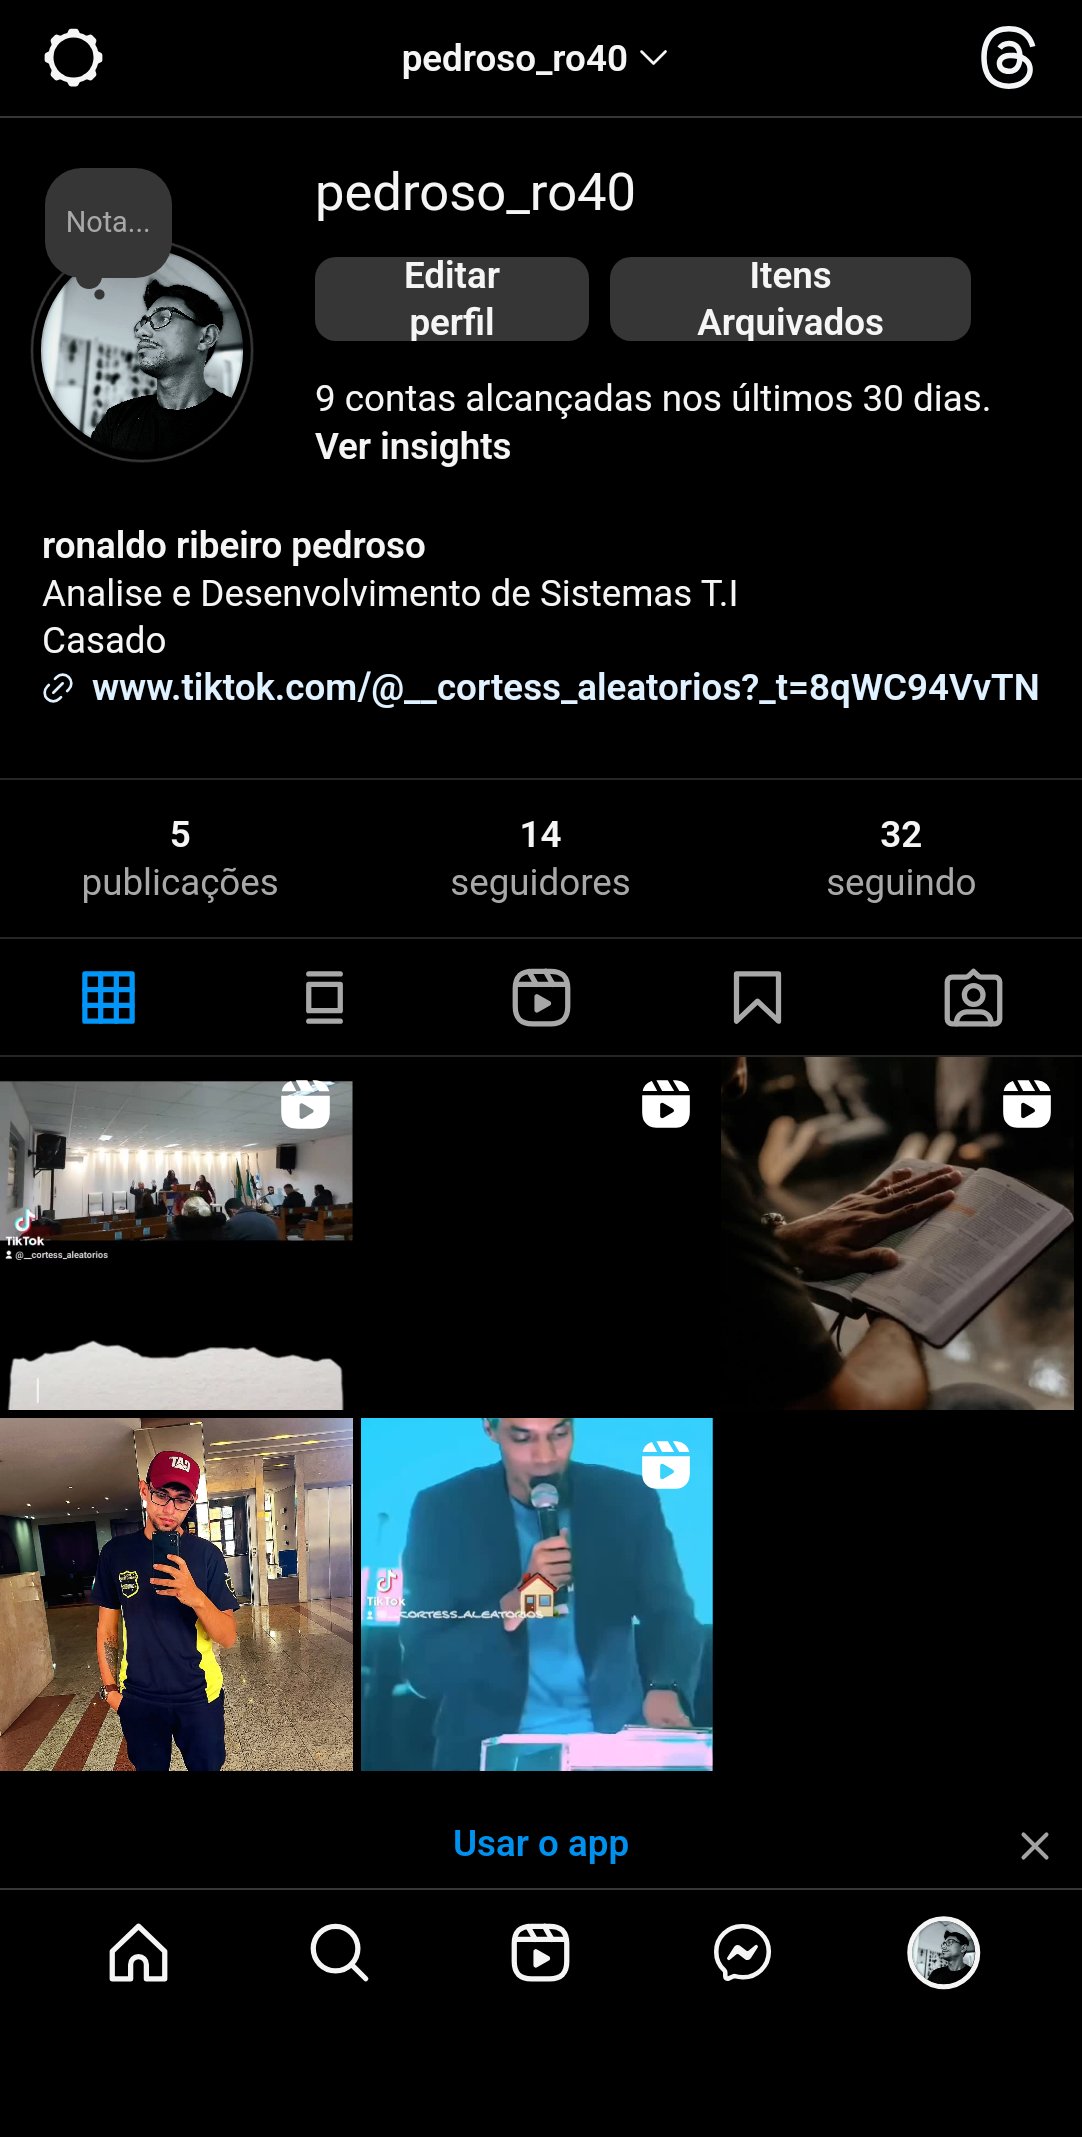 pedroso_ro40
Nota...
pedroso_ro40
Editar
perfil
Itens
Arquivados
9 contas alcançadas nos últimos 30 dias.
Ver insights
ronaldo ribeiro pedroso
Analise e Desenvolvimento de Sistemas T.I
Casado
www.tiktok.com/@__cortess_aleatorios?_t=8qWC94VvTN
5
publicações
14
seguidores
32
seguindo
TikTok
@__cortess_aleatorios
TikTok
CORTESS_ALEATORIOS
Usar o app